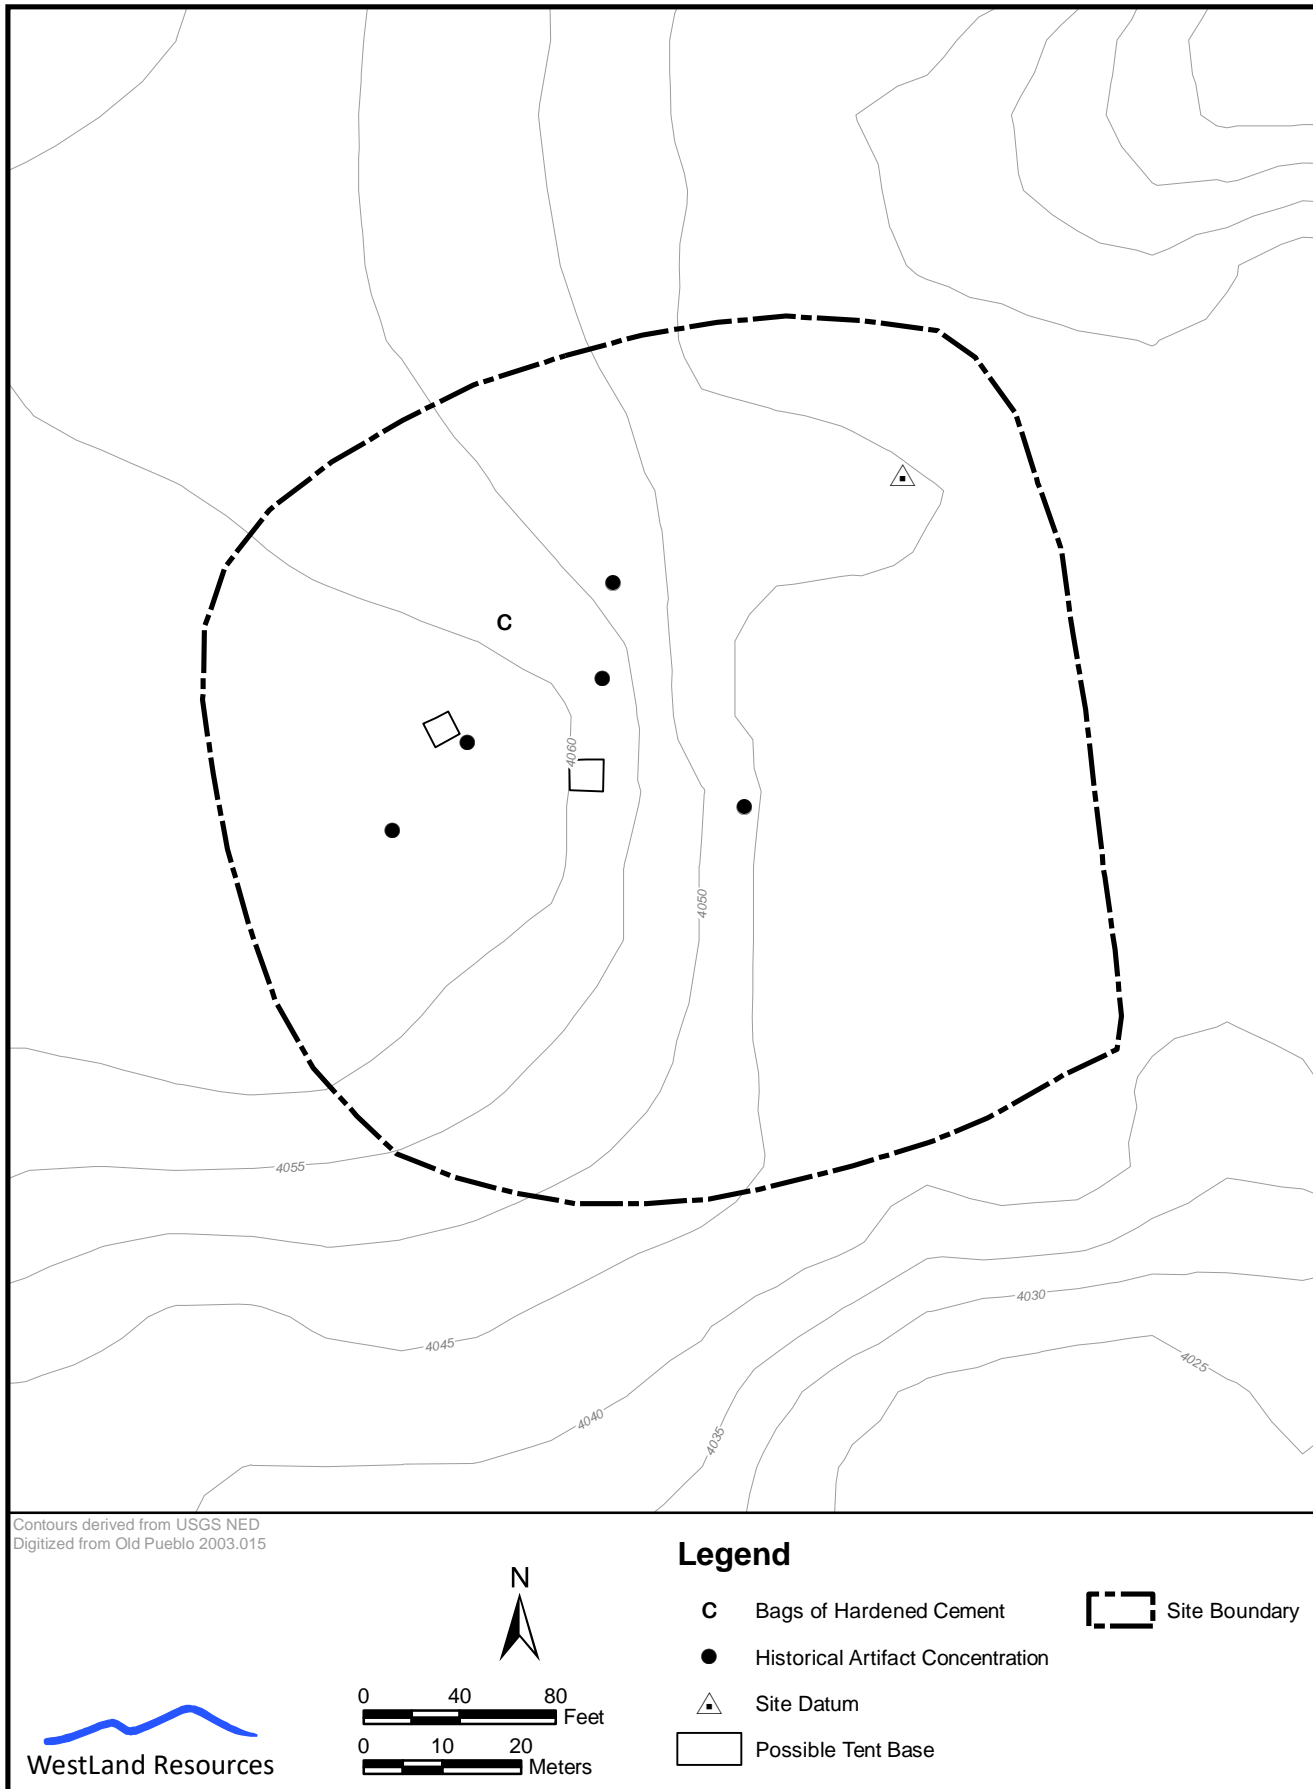 C
4060
4050
4055
4030
4045
4025
4040
4035
Contours derived from USGS NED
Digitized from Old Pueblo 2003.015
N
0 40 80
Feet
0 10 20
Meters
WestLand Resources
Legend
C Bags of Hardened Cement
Site Boundary
Historical Artifact Concentration
Site Datum
Possible Tent Base